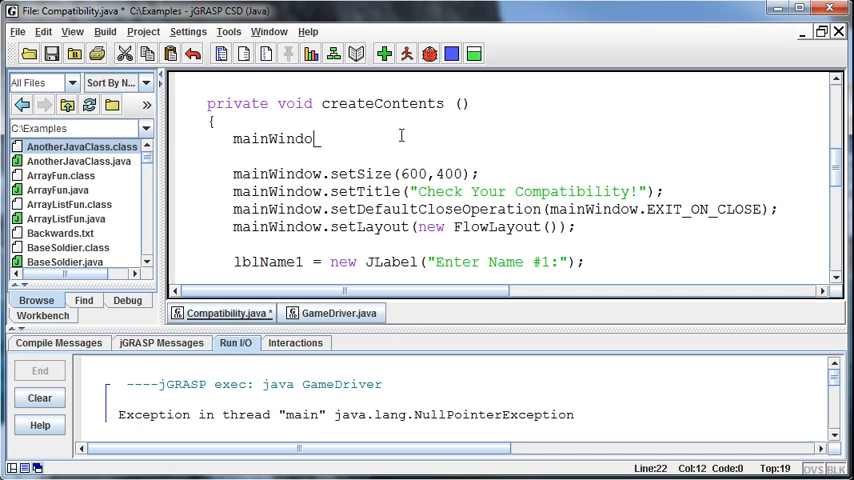 File: Compatibility.java * C:\Examples - jGRASP CSD (Java)
File Edit View Build Project Settings Tools Window Help
All Files Sort By N...
C:\Examples
AnotherJavaClass.class
AnotherJavaClass.java
ArrayFun.class
ArrayFun.java
ArrayListFun.class
ArrayListFun.java
Backwards.txt
BaseSoldier.class
BaseSoldier.java
Browse Find Debug
Workbench
private void createContents ()
{
mainWindo
mainWindow.setSize(600,400);
mainWindow.setTitle("Check Your Compatibility!");
mainWindow.setDefaultCloseOperation(mainWindow.EXIT_ON_CLOSE);
mainWindow.setLayout(new FlowLayout());
lblName1 = new JLabel("Enter Name #1:");
Compatibility.java * GameDriver.java
Compile Messages jGRASP Messages Run I/O Interactions
End
Clear
Help
----jGRASP exec: java GameDriver
Exception in thread "main" java.lang.NullPointerException
Line:22 Col:12 Code:0 Top:19 OVS BLK